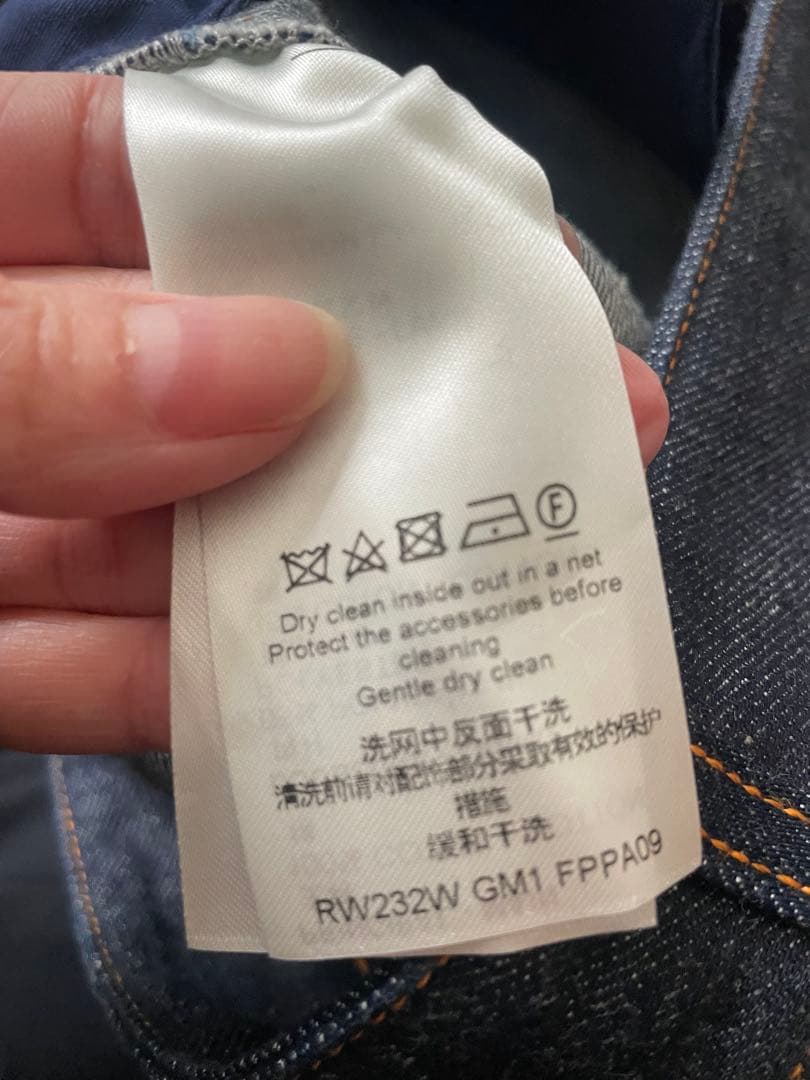 F
Dry clean inside out in a net
Protect the accessories before
cleaning
Gentle dry clean
洗网中反面干洗
清洗前请对配饰部分采取有效的保护
措施
缓和干洗
RW232W GM1 FPPA09